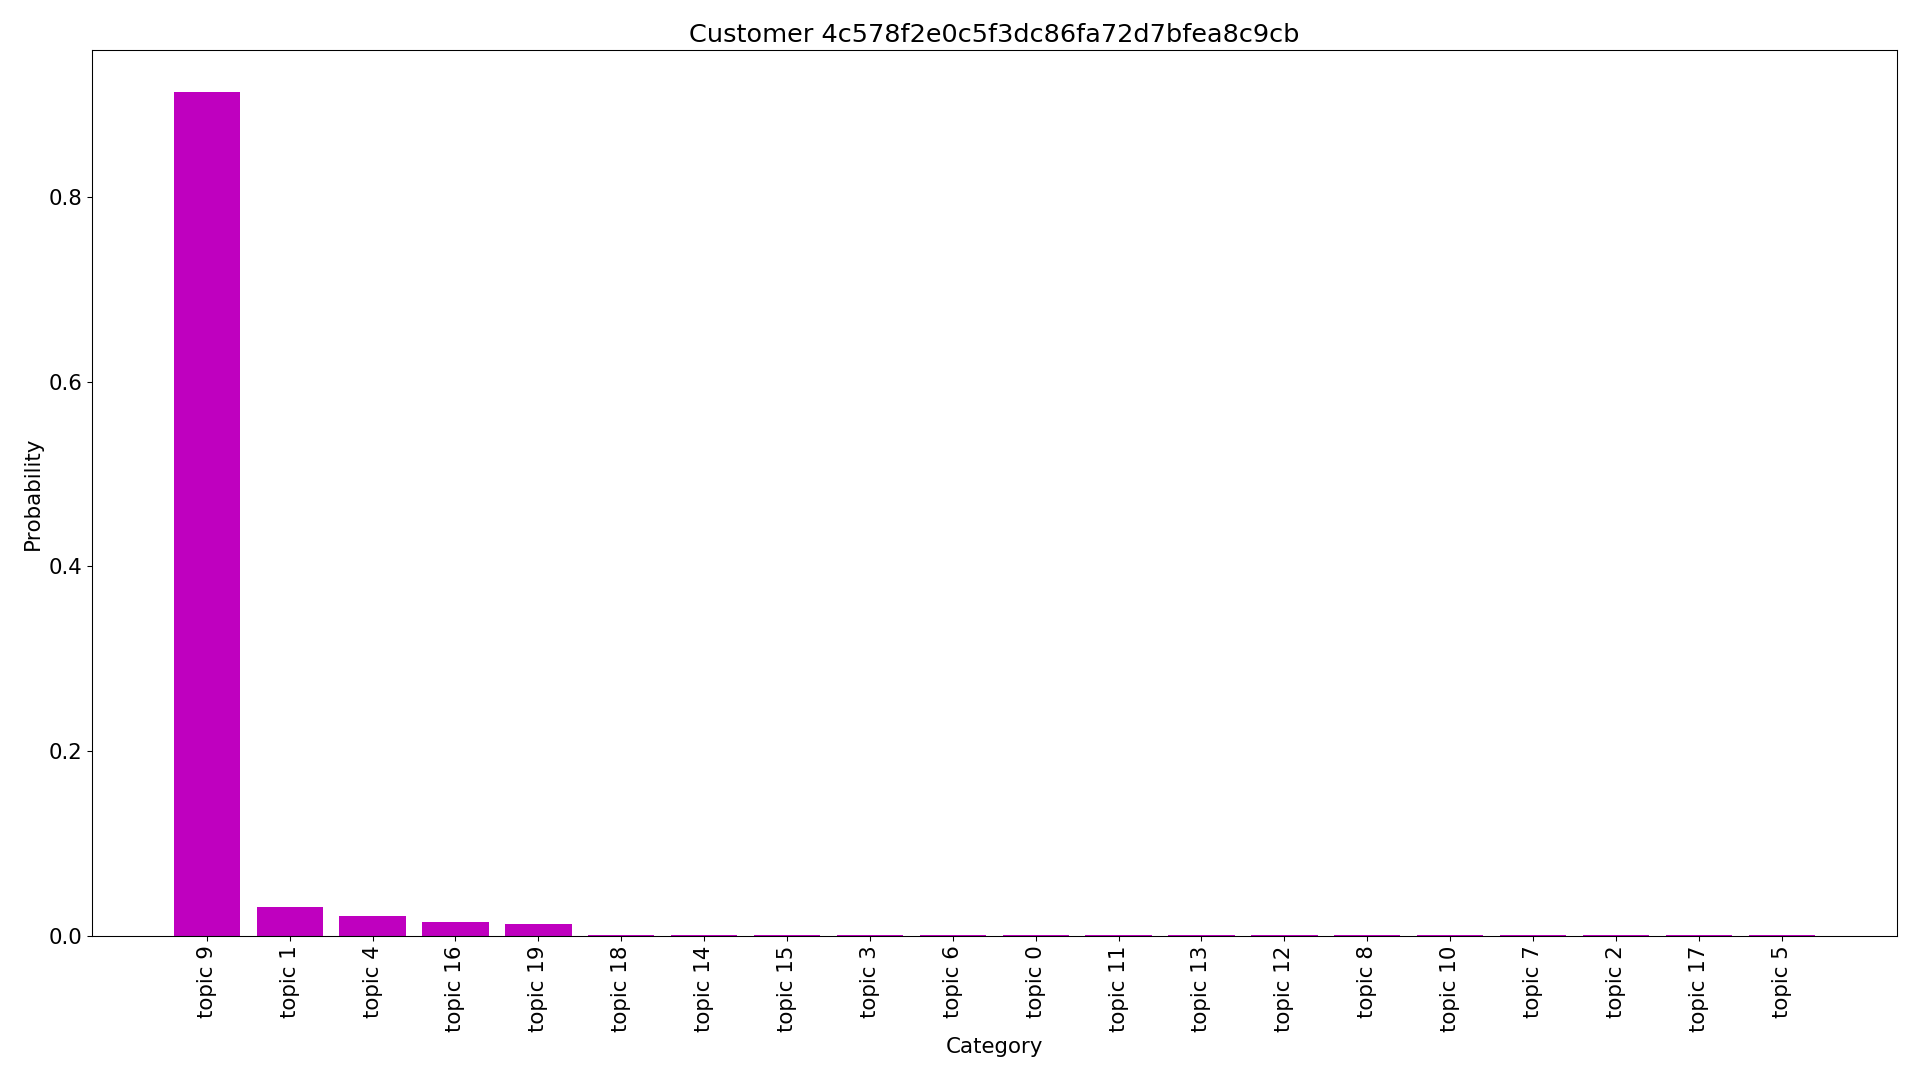 Customer 4c578f2e0c5f3dc86fa72d7bfea8c9cb
Probability
0.8
0.6
0.4
0.2
0.0
topic 9
topic 1
topic 4
topic 16
topic 19
topic 18
topic 14
topic 15
topic 3
topic 6
topic 0
topic 11
topic 13
topic 12
topic 8
topic 10
topic 7
topic 2
topic 17
topic 5
Category